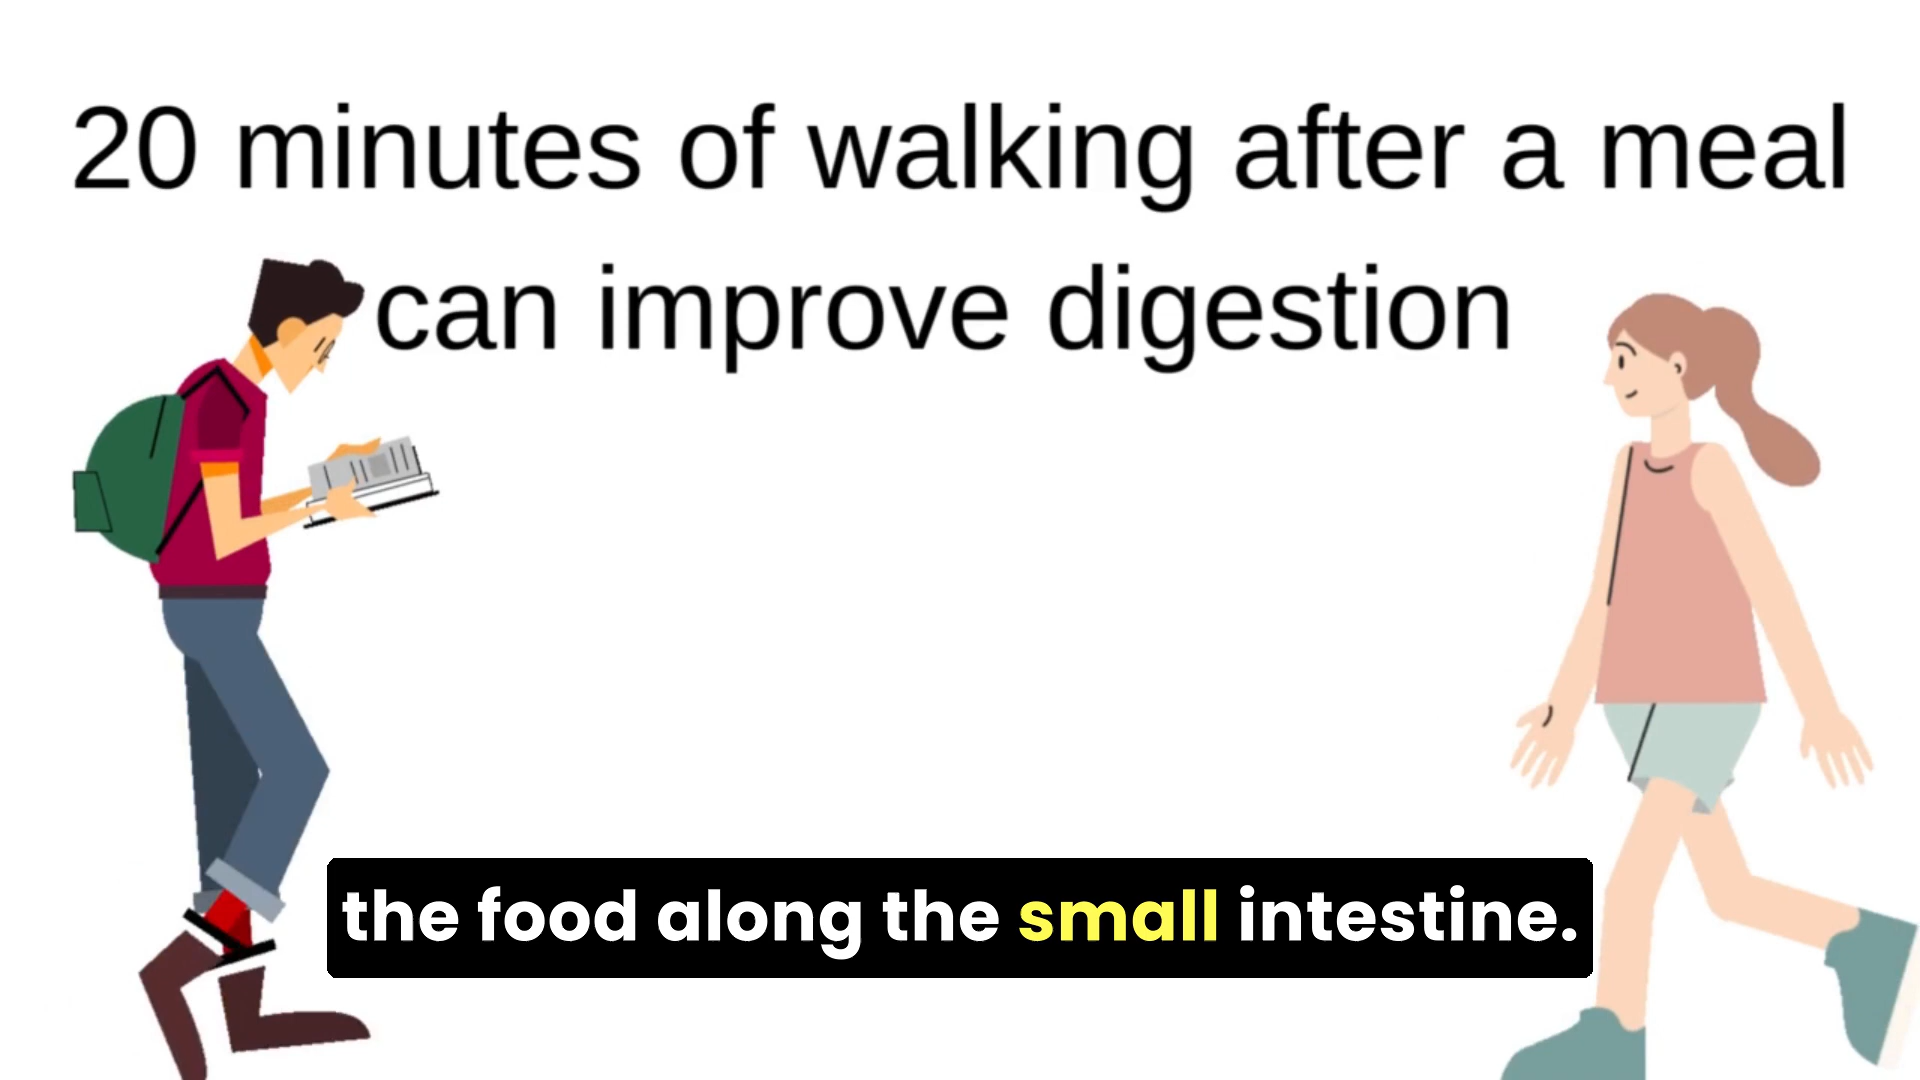 20 minutes of walking after a meal
can improve digestion
the food along the small intestine.